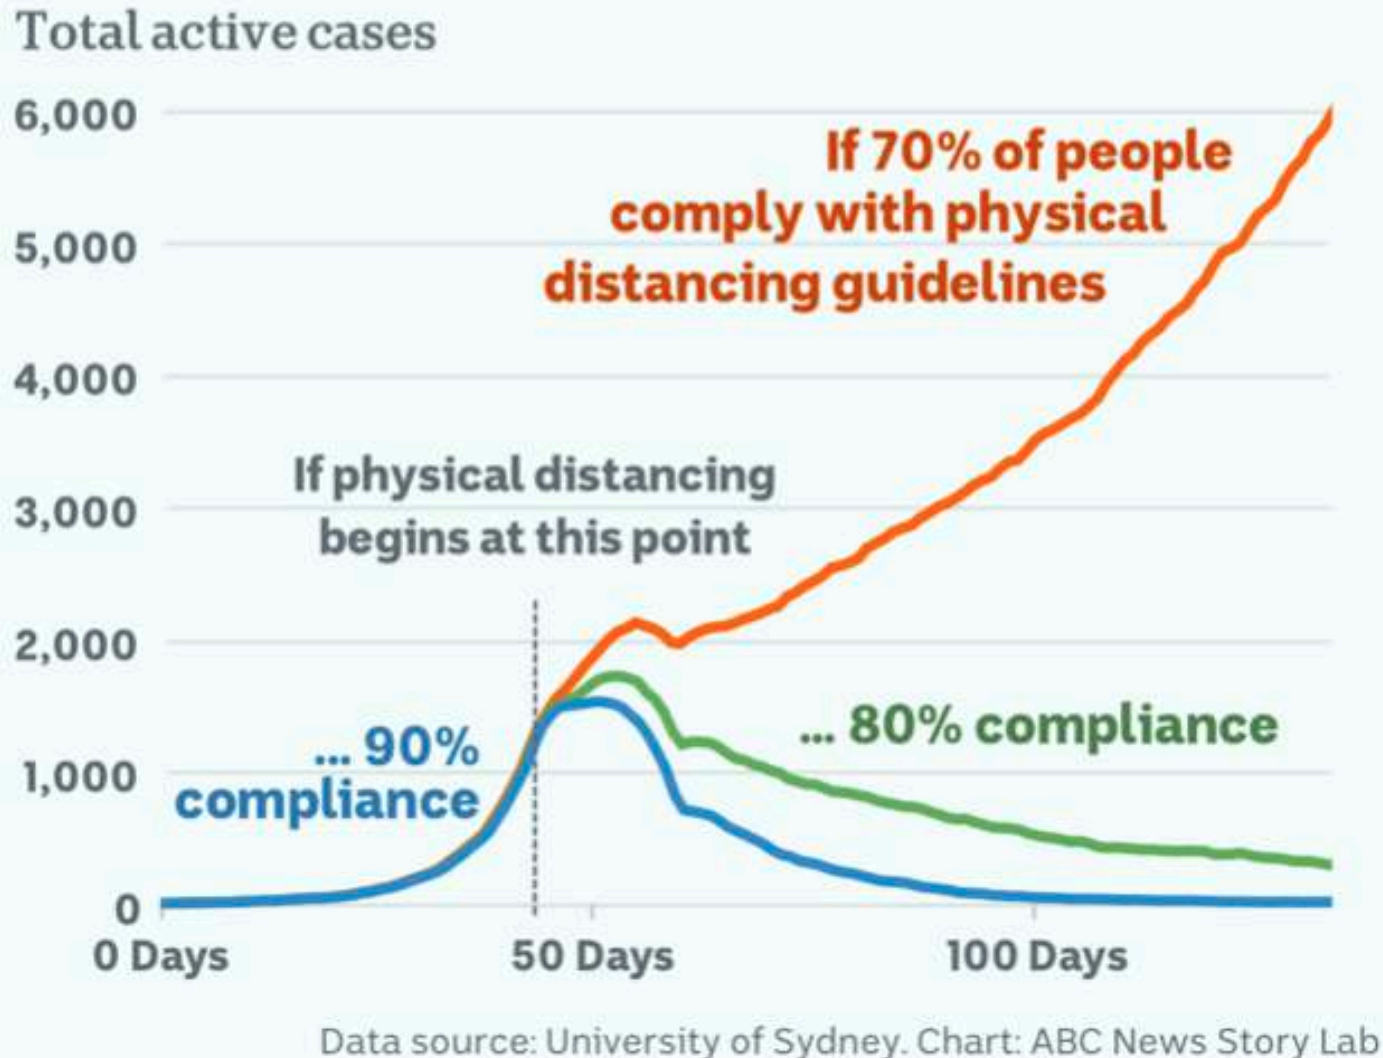 Total active cases
6,000
If 70% of people
comply with physical
5,000
distancing guidelines
4,000
If physical distancing
3,000
begins at this point
2,000
... 80% compliance
... 90%
1,000
compliance
0
0 Days
50 Days
100 Days
Data source: University of Sydney. Chart: ABC News Story Lab